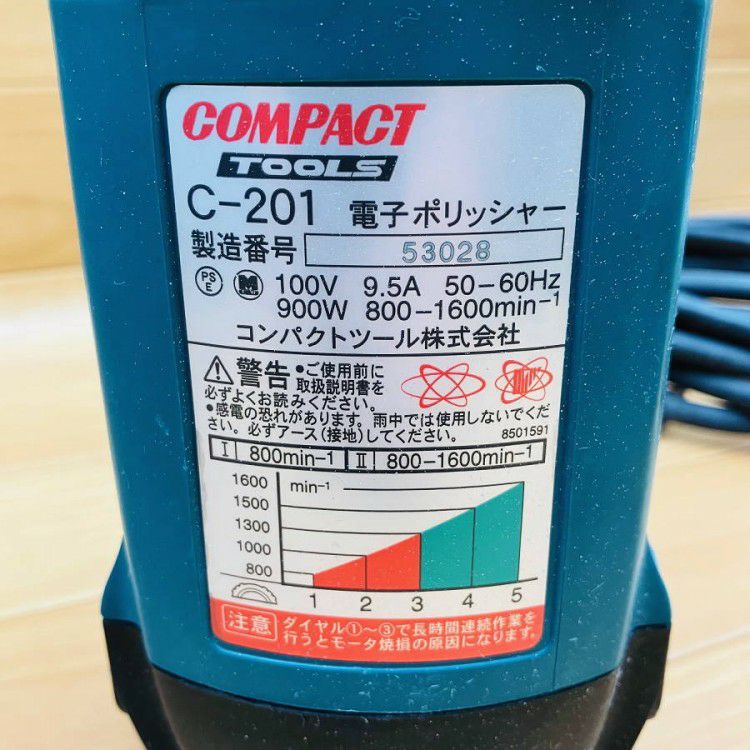 COMPACT
TOOLS
C-201 電子ポリッシャー
製造番号 53028
PS E M 100V 9.5A 50-60Hz
900W 800-1600min-1
コンパクトツール株式会社
警告 •ご使用前に
取扱説明書を
必ずよくお読みください。
•感電の恐れがあります。雨中では使用しないでくだ
さい。必ずアース(接地)してください。 8501591
I 800min-1 II 800-1600min-1
1600 min-1
1500
1300
1000
800
1 2 3 4 5
注意 ダイヤル①~③で長時間連続作業を
行うとモータ焼損の原因になります。